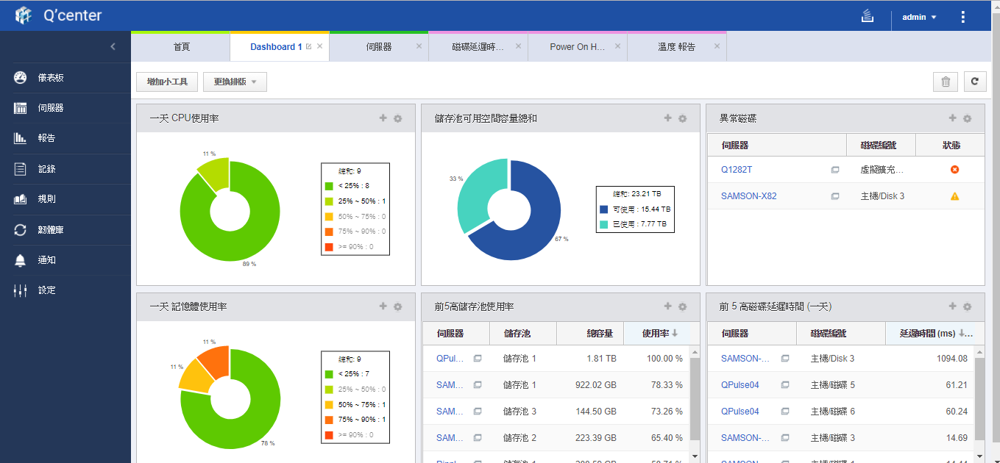 Q'center
admin
首頁
Dashboard 1
伺服器
磁碟延遲時…
Power On H…
溫度 報告
儀表板
伺服器
報告
記錄
規則
韌體庫
通知
設定
增加小工具
更換排版
一天 CPU使用率
11 %
89 %
總和: 9
< 25% : 8
25% ~ 50% : 1
50% ~ 75% : 0
75% ~ 90% : 0
>= 90% : 0
儲存池可用空間容量總和
33 %
67 %
總和: 23.21 TB
可使用 : 15.44 TB
已使用 : 7.77 TB
異常磁碟
伺服器 磁碟編號 狀態
Q1282T 虛擬擴充…
SAMSON-X82 主機/Disk 3
一天 記憶體使用率
11 %
11 %
78 %
總和: 9
< 25% : 7
25% ~ 50% : 0
50% ~ 75% : 1
75% ~ 90% : 1
>= 90% : 0
前5高儲存池使用率
伺服器 儲存池 總容量 使用率
QPul… 儲存池 1 1.81 TB 100.00 %
SAM… 儲存池 1 922.02 GB 78.33 %
SAM… 儲存池 3 144.50 GB 73.26 %
SAM… 儲存池 2 223.39 GB 65.40 %
前 5 高磁碟延遲時間 (一天)
伺服器 磁碟編號 延遲時間 (ms) …
SAMSON-… 主機/Disk 3 1094.08
QPulse04 主機/磁碟 5 61.21
QPulse04 主機/磁碟 6 60.24
SAMSON-… 主機/磁碟 3 14.69